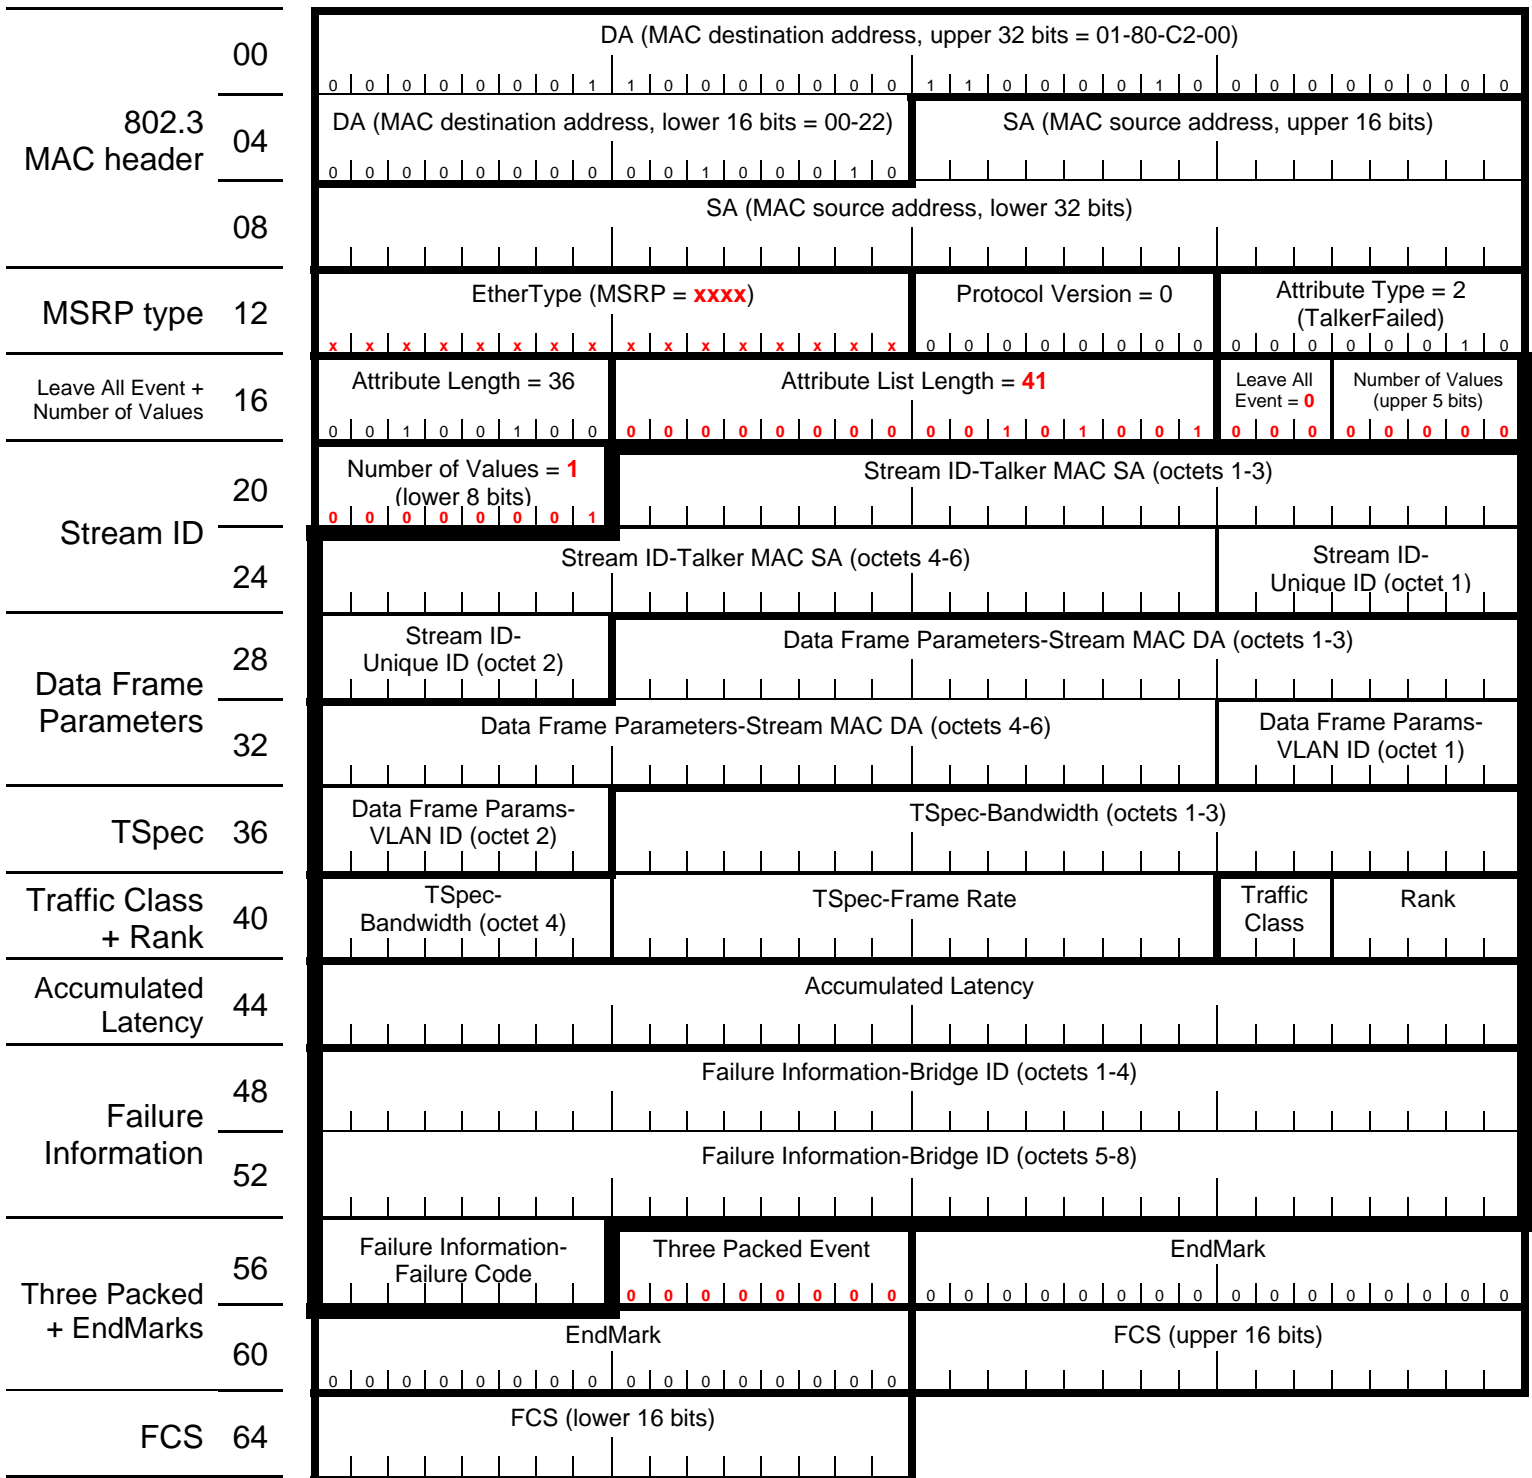 DA (MAC destination address, upper 32 bits = 01-80-C2-00)
00
0 0 0 0 0 0 0 1 1 0 0 0 0 0 0 0 1 1 0 0 0 0 1 0 0 0 0 0 0 0 0 0
802.3
MAC header
04
DA (MAC destination address, lower 16 bits = 00-22)
SA (MAC source address, upper 16 bits)
0 0 0 0 0 0 0 0 0 0 1 0 0 0 1 0
08
SA (MAC source address, lower 32 bits)
MSRP type
12
EtherType (MSRP = xxxx)
Protocol Version = 0
Attribute Type = 2
(TalkerFailed)
x x x x x x x x x x x x x x x x 0 0 0 0 0 0 0 0 0 0 0 0 0 0 1 0
Leave All Event +
Number of Values
16
Attribute Length = 36
Attribute List Length = 41
Leave All
Event = 0
Number of Values
(upper 5 bits)
0 0 1 0 0 1 0 0 0 0 0 0 0 0 0 0 0 0 1 0 1 0 0 1 0 0 0 0 0 0 0 0
Stream ID
20
Number of Values = 1
(lower 8 bits)
0 0 0 0 0 0 0 1
Stream ID-Talker MAC SA (octets 1-3)
24
Stream ID-Talker MAC SA (octets 4-6)
Stream ID-
Unique ID (octet 1)
Data Frame
Parameters
28
Stream ID-
Unique ID (octet 2)
Data Frame Parameters-Stream MAC DA (octets 1-3)
32
Data Frame Parameters-Stream MAC DA (octets 4-6)
Data Frame Params-
VLAN ID (octet 1)
TSpec
36
Data Frame Params-
VLAN ID (octet 2)
TSpec-Bandwidth (octets 1-3)
Traffic Class
+ Rank
40
TSpec-
Bandwidth (octet 4)
TSpec-Frame Rate
Traffic
Class
Rank
Accumulated
Latency
44
Accumulated Latency
Failure
Information
48
Failure Information-Bridge ID (octets 1-4)
52
Failure Information-Bridge ID (octets 5-8)
Three Packed
+ EndMarks
56
Failure Information-
Failure Code
Three Packed Event
EndMark
0 0 0 0 0 0 0 0 0 0 0 0 0 0 0 0 0 0 0 0 0 0 0 0
60
EndMark
FCS (upper 16 bits)
0 0 0 0 0 0 0 0 0 0 0 0 0 0 0 0
FCS
64
FCS (lower 16 bits)